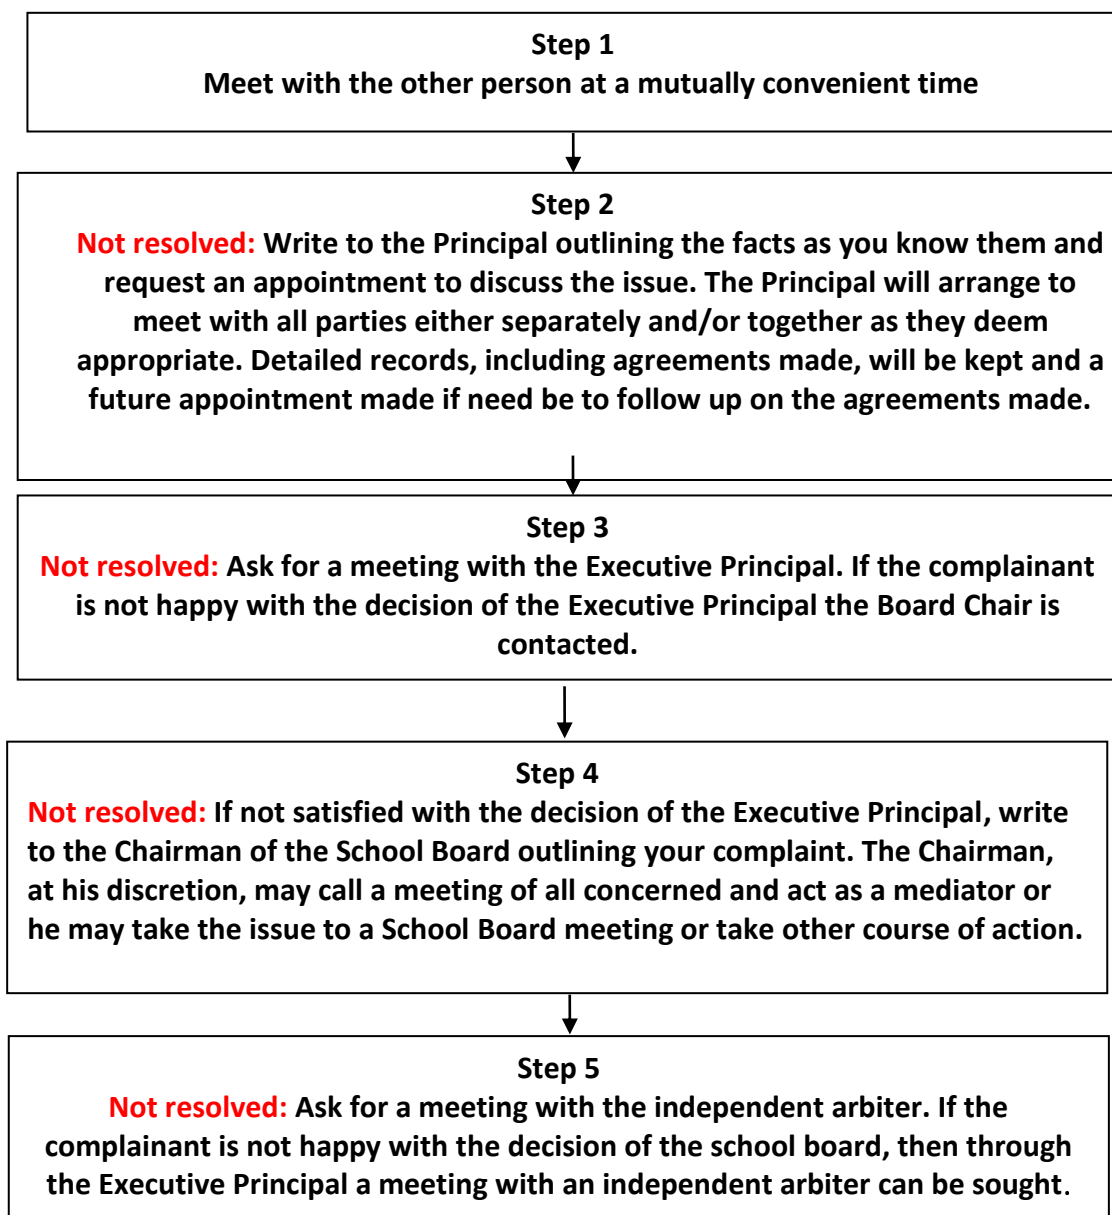 Step 1
Meet with the other person at a mutually convenient time
Step 2
Not resolved: Write to the Principal outlining the facts as you know them and
request an appointment to discuss the issue. The Principal will arrange to
meet with all parties either separately and/or together as they deem
appropriate. Detailed records, including agreements made, will be kept and a
future appointment made if need be to follow up on the agreements made.
Step 3
Not resolved: Ask for a meeting with the Executive Principal. If the complainant
is not happy with the decision of the Executive Principal the Board Chair is
contacted.
Step 4
Not resolved: If not satisfied with the decision of the Executive Principal, write
to the Chairman of the School Board outlining your complaint. The Chairman,
at his discretion, may call a meeting of all concerned and act as a mediator or
he may take the issue to a School Board meeting or take other course of action.
Step 5
Not resolved: Ask for a meeting with the independent arbiter. If the
complainant is not happy with the decision of the school board, then through
the Executive Principal a meeting with an independent arbiter can be sought.